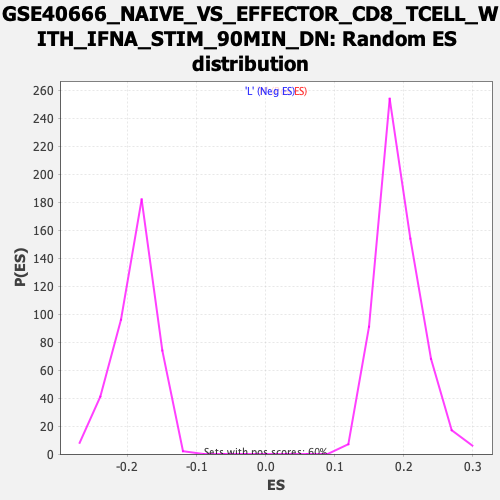 GSE40666_NAIVE_VS_EFFECTOR_CD8_TCELL_W
ITH_IFNA_STIM_90MIN_DN: Random ES
distribution
260
240
220
200
180
160
140
120
100
80
60
40
20
0
P(ES)
'L' (Neg ES)ES)
Sets with pos scores: 60%
-0.2
-0.1
0.0
0.1
0.2
0.3
ES